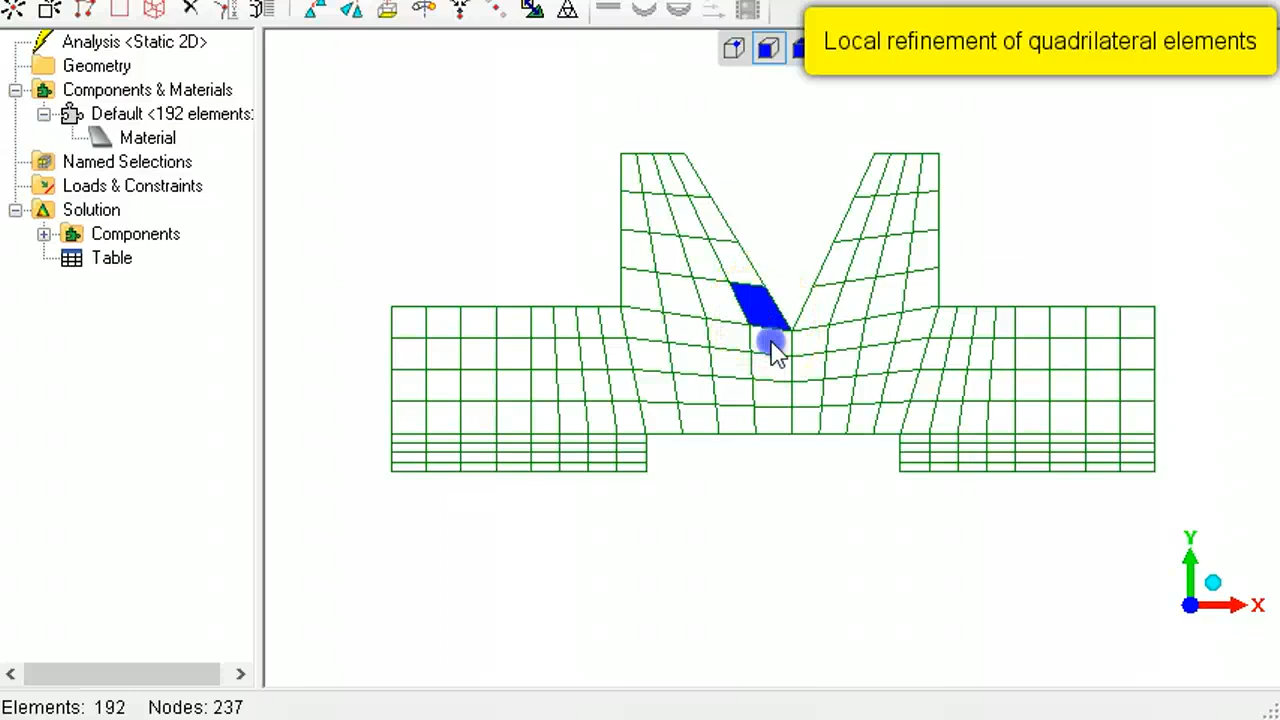 Local refinement of quadrilateral elements
Analysis <Static 2D>
Geometry
Components & Materials
Default <192 elements:
Material
Named Selections
Loads & Constraints
Solution
Components
Table
Y
X
Elements: 192 Nodes: 237